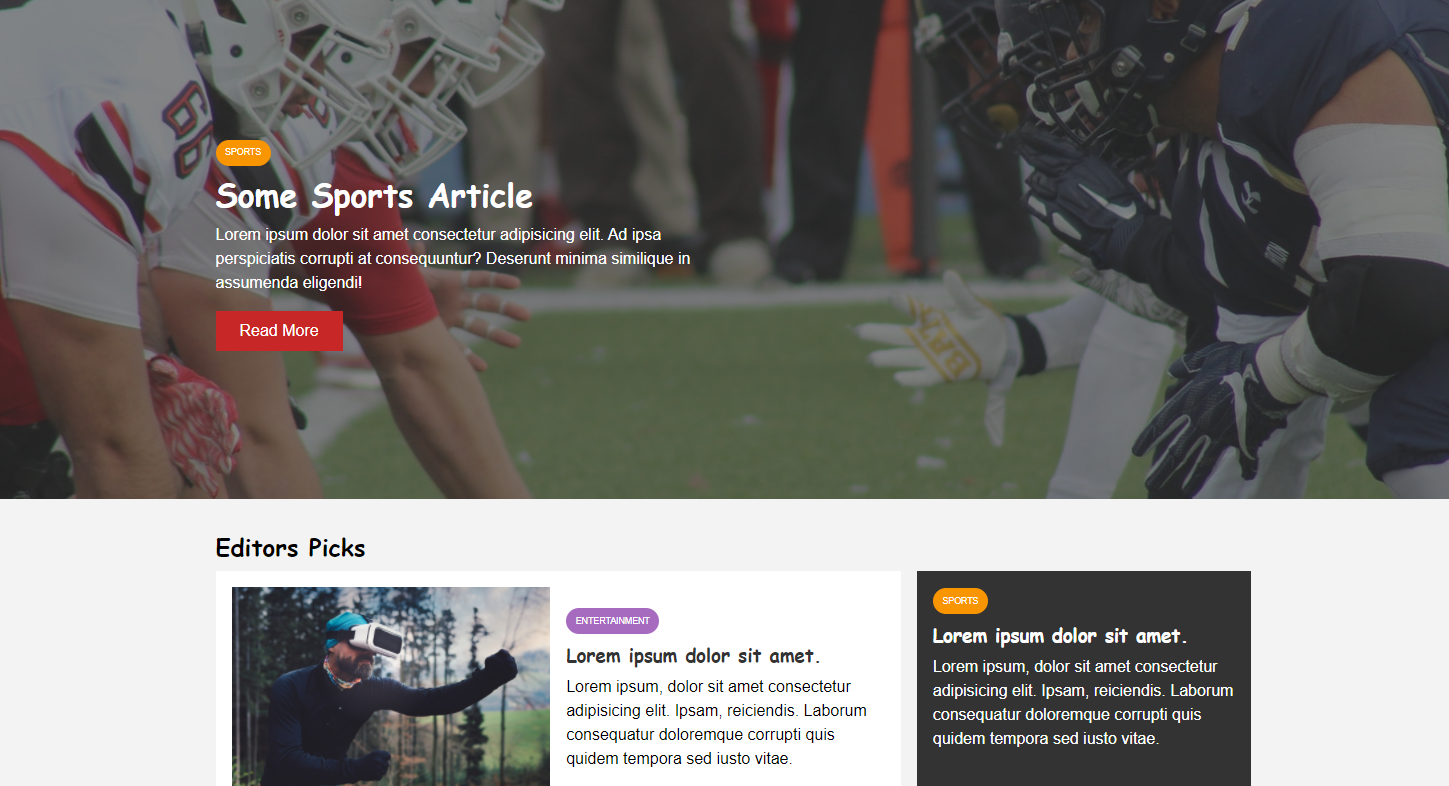 SPORTS
Some Sports Article
Lorem ipsum dolor sit amet consectetur adipisicing elit. Ad ipsa
perspiciatis corrupti at consequuntur? Deserunt minima similique in
assumenda eligendi!
Read More
Editors Picks
ENTERTAINMENT
Lorem ipsum dolor sit amet.
Lorem ipsum, dolor sit amet consectetur
adipisicing elit. Ipsam, reiciendis. Laborum
consequatur doloremque corrupti quis
quidem tempora sed iusto vitae.
SPORTS
Lorem ipsum dolor sit amet.
Lorem ipsum, dolor sit amet consectetur
adipisicing elit. Ipsam, reiciendis. Laborum
consequatur doloremque corrupti quis
quidem tempora sed iusto vitae.